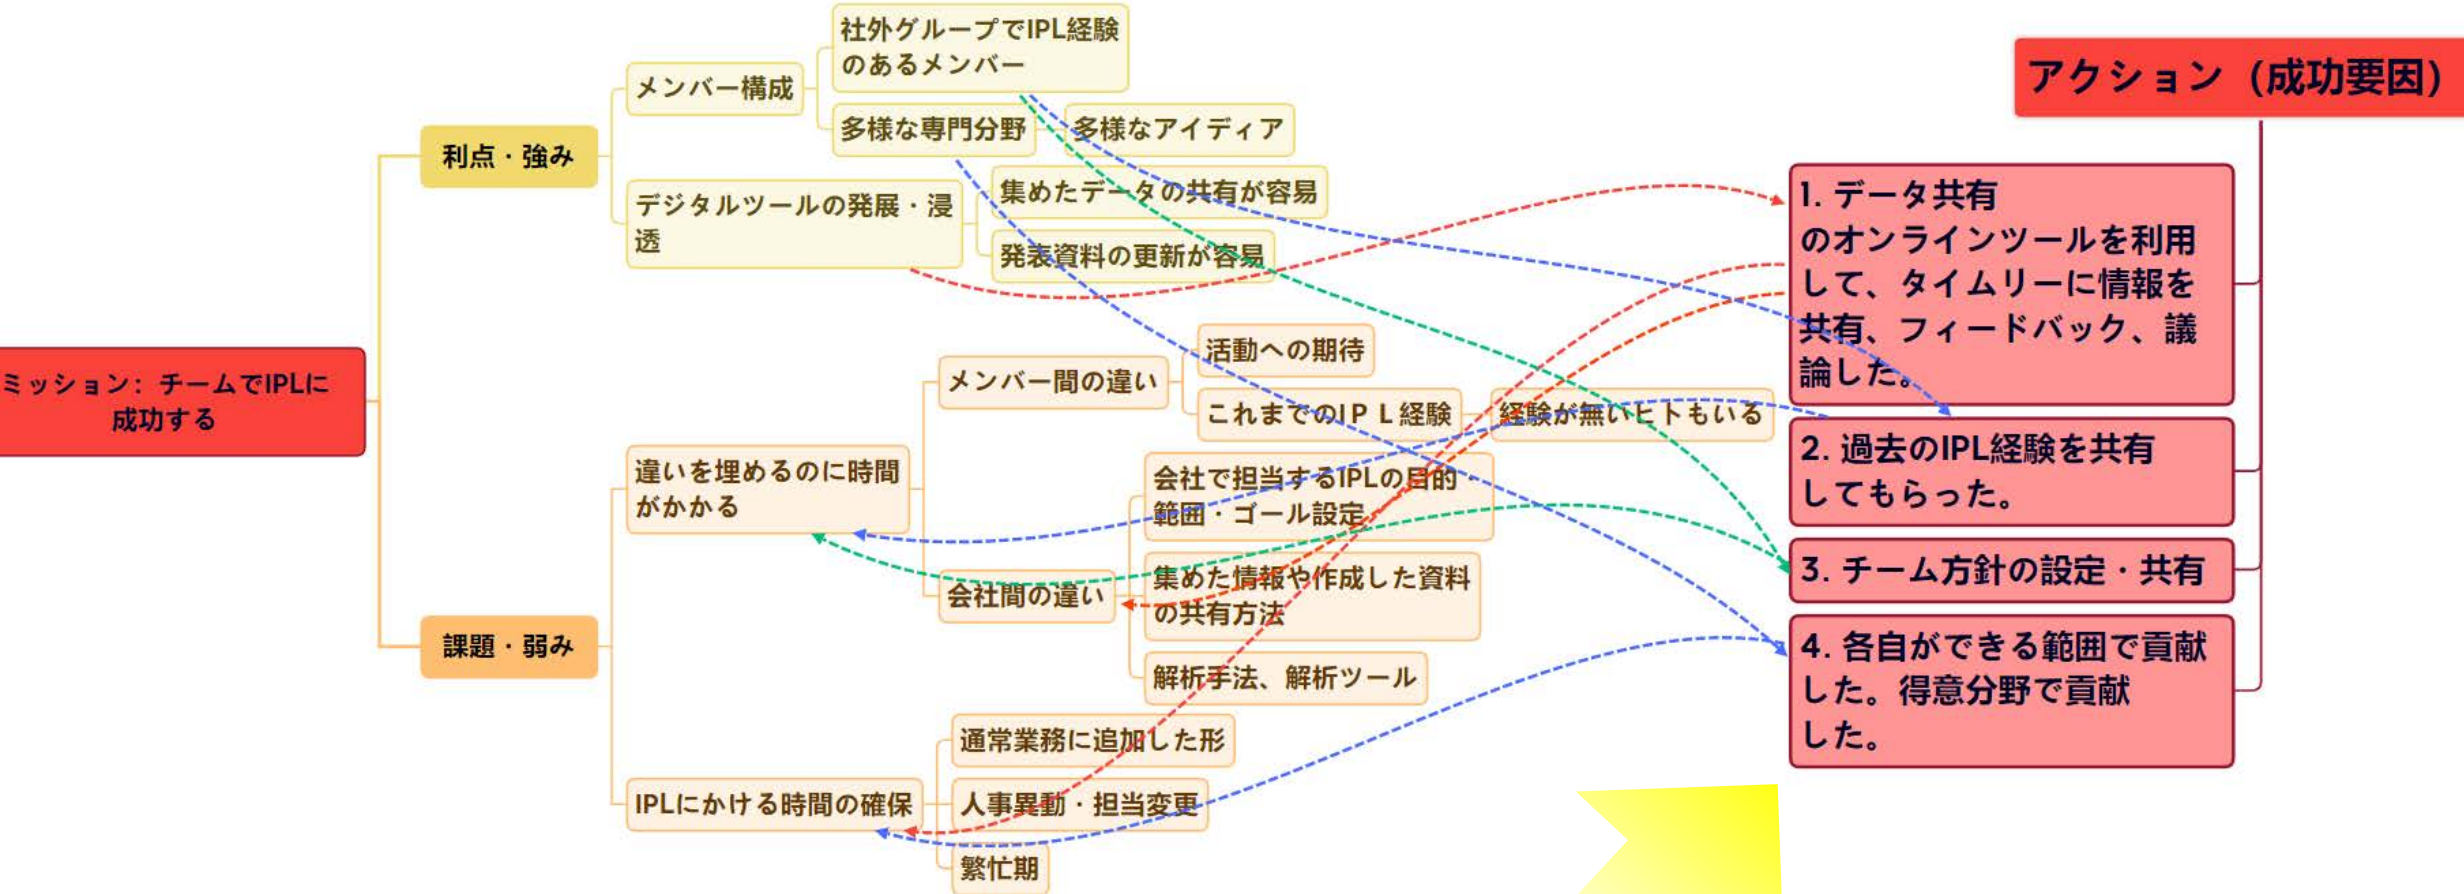 ミッション：チームでIPLに
成功する
利点・強み
メンバー構成
社外グループでIPL経験
のあるメンバー
多様な専門分野
多様なアイディア
デジタルツールの発展・浸
透
集めたデータの共有が容易
発表資料の更新が容易
課題・弱み
違いを埋めるのに時間
がかかる
メンバー間の違い
活動への期待
これまでのIPL経験
経験が無いヒトもいる
会社間の違い
会社で担当するIPLの目的・
範囲・ゴール設定
集めた情報や作成した資料
の共有方法
解析手法、解析ツール
IPLにかける時間の確保
通常業務に追加した形
人事異動・担当変更
繁忙期
アクション（成功要因）
1. データ共有
のオンラインツールを利用
して、タイムリーに情報を
共有、フィードバック、議
論した。
2. 過去のIPL経験を共有
してもらった。
3. チーム方針の設定・共有
4. 各自ができる範囲で貢献
した。得意分野で貢献
した。